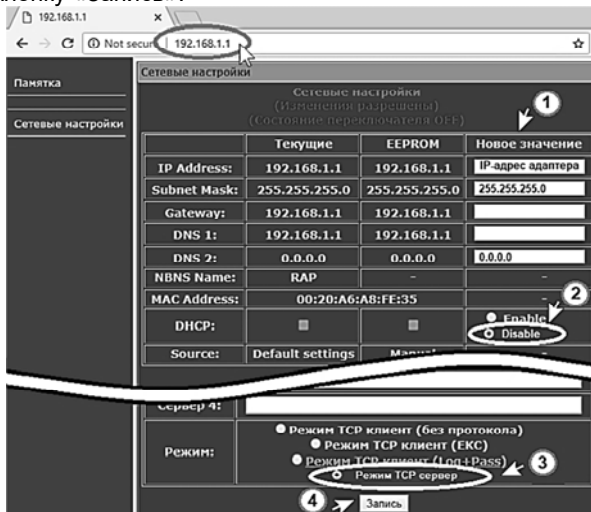 192.168.1.1
Not secure 192.168.1.1
Памятка
Сетевые настройки
Сетевые настройки
Сетевые настройки
(Изменения разрешены)
(Состояние переключателя OFF)
1
Текущие EEPROM Новое значение
IP Address: 192.168.1.1 192.168.1.1 IP-адрес адаптера
Subnet Mask: 255.255.255.0 255.255.255.0 255.255.255.0
Gateway: 192.168.1.1 192.168.1.1
DNS 1: 192.168.1.1 192.168.1.1
DNS 2: 0.0.0.0 0.0.0.0 0.0.0.0
NBNS Name: RAP - -
MAC Address: 00:20:A6:A8:FE:35 -
2
DHCP: Enable
Disable
Source: Default settings Manual -
Сервер 4:
Режим: Режим TCP клиент (без протокола)
Режим TCP клиент (EKC)
Режим TCP клиент (Log+Pass)
Режим TCP сервер
3
4
Запись